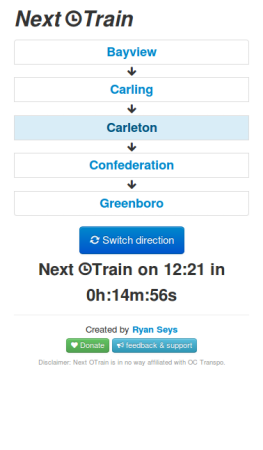 Next OTrain
Bayview
Carling
Carleton
Confederation
Greenboro
Switch direction
Next OTrain on 12:21 in
0h:14m:56s
Created by Ryan Seys
Donate
feedback & support
Disclaimer: Next OTrain is in no way affiliated with OC Transpo.